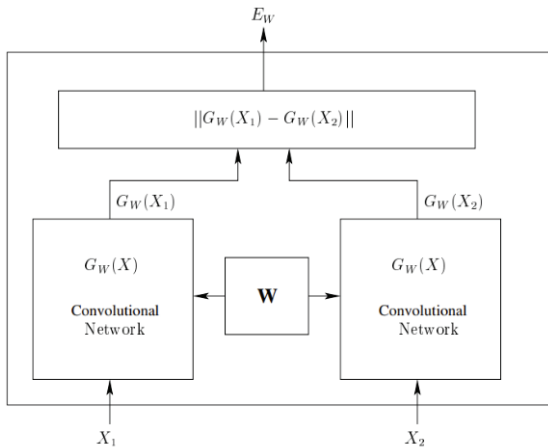 E_W
||G_W(X_1) − G_W(X_2)||
G_W(X_1)
G_W(X_2)
G_W(X)
Convolutional
Network
W
G_W(X)
Convolutional
Network
X_1
X_2